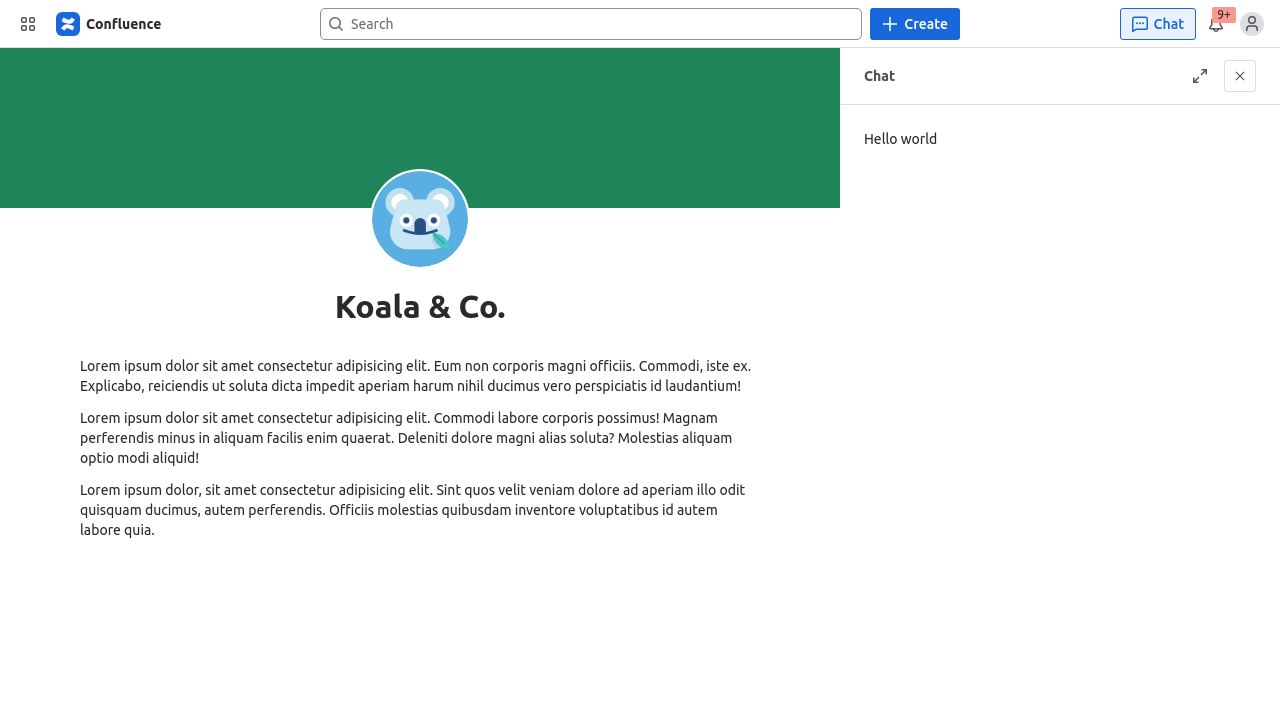 Confluence
Search
Create
Chat
9+
Chat
Hello world
Koala & Co.
Lorem ipsum dolor sit amet consectetur adipisicing elit. Eum non corporis magni officiis. Commodi, iste ex.
Explicabo, reiciendis ut soluta dicta impedit aperiam harum nihil ducimus vero perspiciatis id laudantium!
Lorem ipsum dolor sit amet consectetur adipisicing elit. Commodi labore corporis possimus! Magnam
perferendis minus in aliquam facilis enim quaerat. Deleniti dolore magni alias soluta? Molestias aliquam
optio modi aliquid!
Lorem ipsum dolor, sit amet consectetur adipisicing elit. Sint quos velit veniam dolore ad aperiam illo odit
quisquam ducimus, autem perferendis. Officiis molestias quibusdam inventore voluptatibus id autem
labore quia.